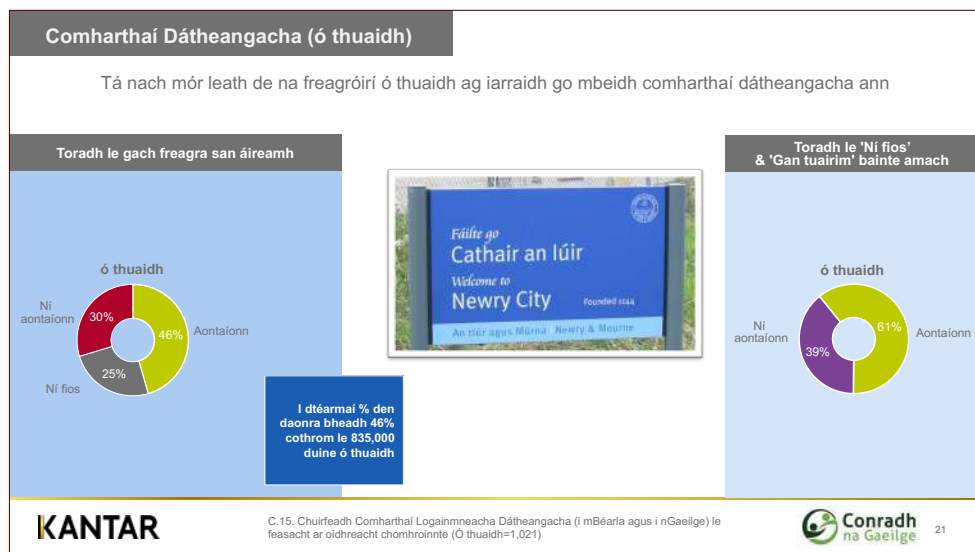 Comharthaí Dátheangacha (ó thuaidh)
Tá nach mór leath de na freagróirí ó thuaidh ag iarraidh go mbeidh comharthaí dátheangacha ann
Toradh le gach freagra san áireamh
ó thuaidh
Ní
aontaíonn
30%
46%
Aontaíonn
25%
Ní fios
I dtéarmaí % den
daonra bheadh 46%
cothrom le 835,000
duine ó thuaidh
Fáilte go
Cathair an Iúir
Welcome to
Newry City
Founded 1144
An tIúr agus Múrna Newry & Mourne
Toradh le 'Ní fios’
& 'Gan tuairim' bainte amach
ó thuaidh
Ní
aontaíonn
39%
61%
Aontaíonn
KANTAR
C.15. Chuirfeadh Comharthaí Logainmneacha Dátheangacha (i mBéarla agus i nGaeilge) le
feasacht ar oidhreacht chomhroinnte (Ó thuaidh=1,021)
Conradh
na Gaeilge
21